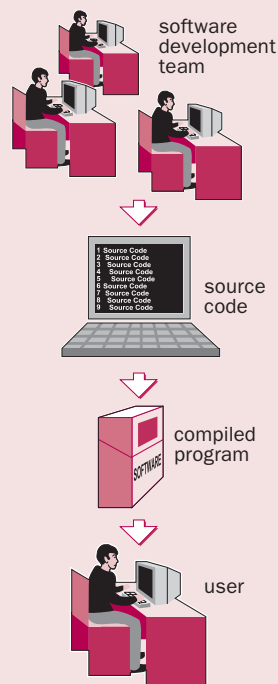 software
development
team
1 Source Code
2 Source Code
3 Source Code
4 Source Code
5 Source Code
6 Source Code
7 Source Code
8 Source Code
9 Source Code
source
code
compiled
program
SOFTWARE
user